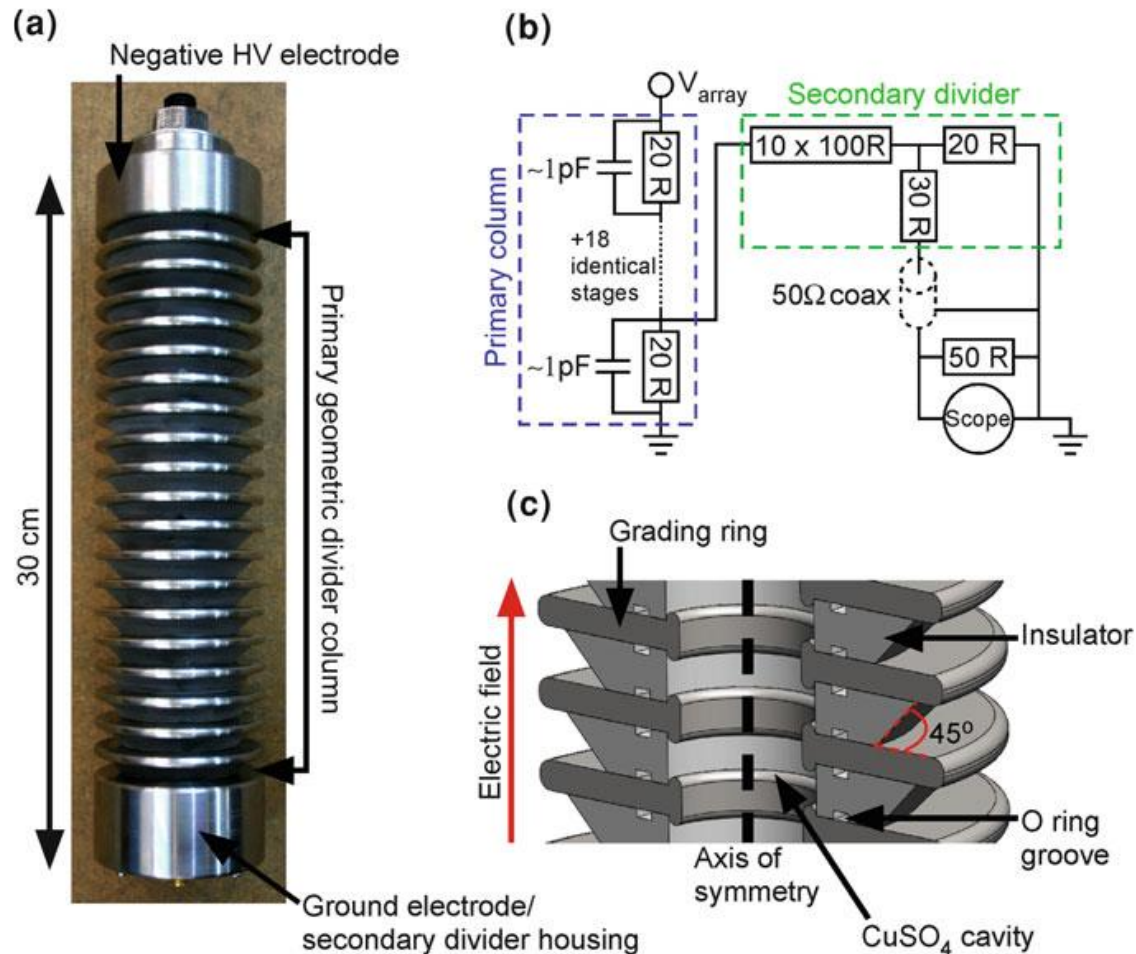 (a)
Negative HV electrode
30 cm
Primary geometric divider column
Ground electrode/
secondary divider housing
(b)
Varray
Secondary divider
Primary column
~1pF
20 R
+18
identical
stages
~1pF
20 R
10 x 100R
20 R
30 R
50Ω coax
50 R
Scope
(c)
Grading ring
Electric field
Insulator
45°
O ring
groove
Axis of
symmetry
CuSO4 cavity